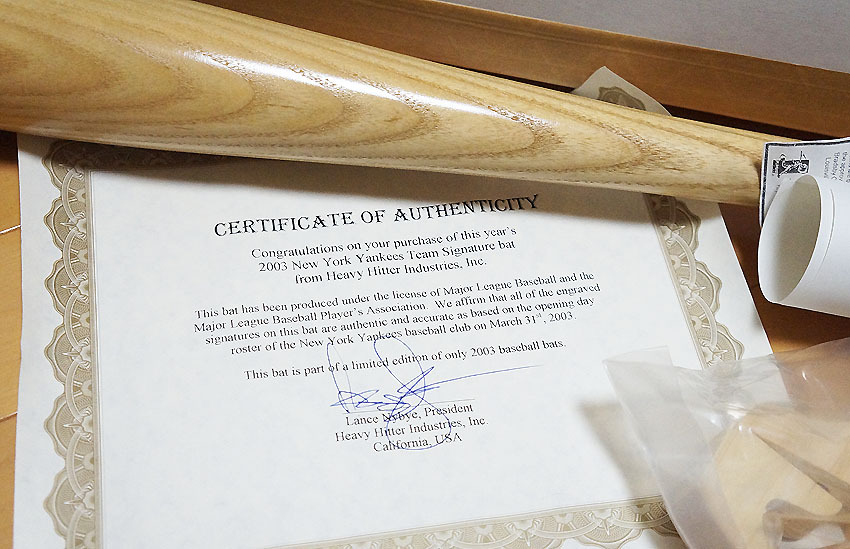 CERTIFICATE OF AUTHENTICITY
Congratulations on your purchase of this year`s
2003 New York Yankees Team Signature bat
from Heavy Hitter Industries, Inc.
This bat has been produced under the license of Major League Baseball and the
Major League Baseball Player`s Association. We affirm that all of the engraved
signatures on this bat are authentic and accurate as based on the opening day
roster of the New York Yankees baseball club on March 31st, 2003.
This bat is part of a limited edition of only 2003 baseball bats.
Lance Nybye, President
Heavy Hitter Industries, Inc.
California, USA